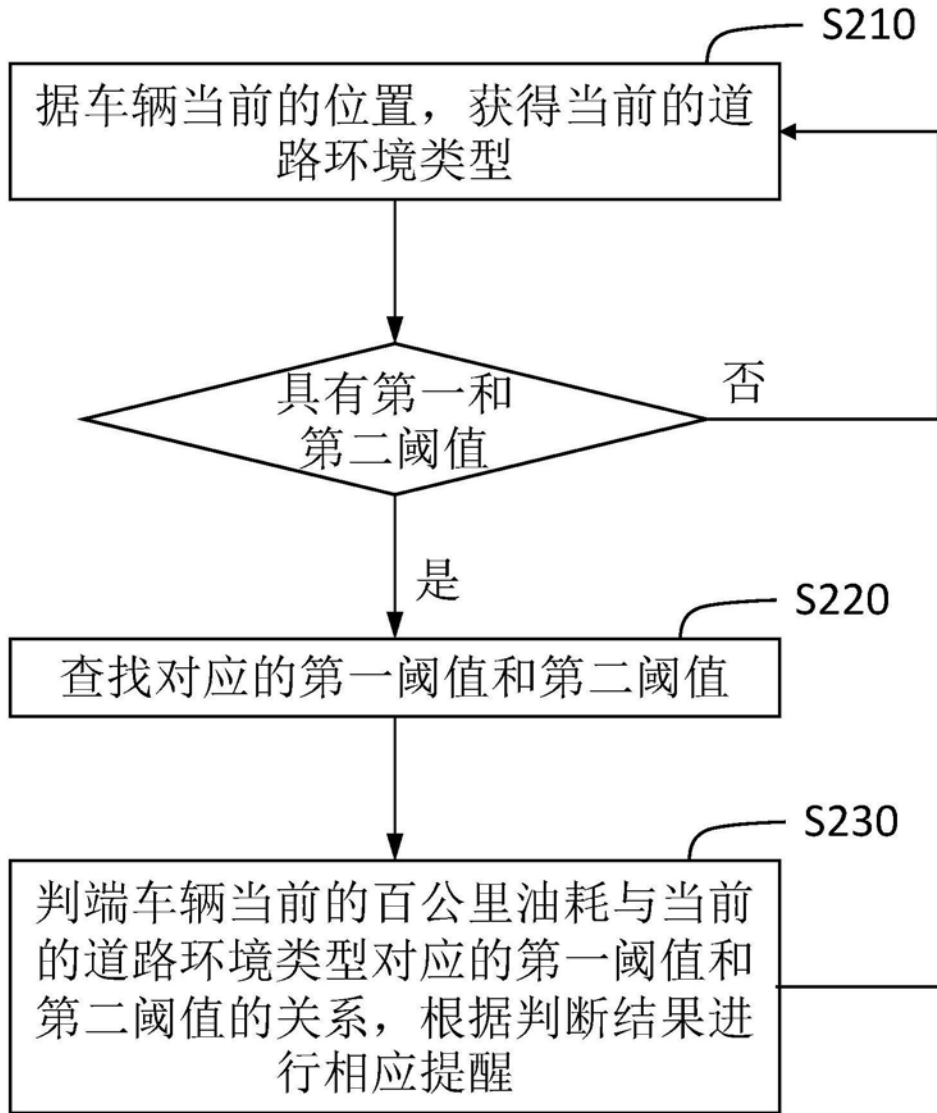 S210
据车辆当前的位置，获得当前的道
路环境类型
具有第一和
第二阈值
否
是
S220
查找对应的第一阈值和第二阈值
S230
判端车辆当前的百公里油耗与当前
的道路环境类型对应的第一阈值和
第二阈值的关系，根据判断结果进
行相应提醒